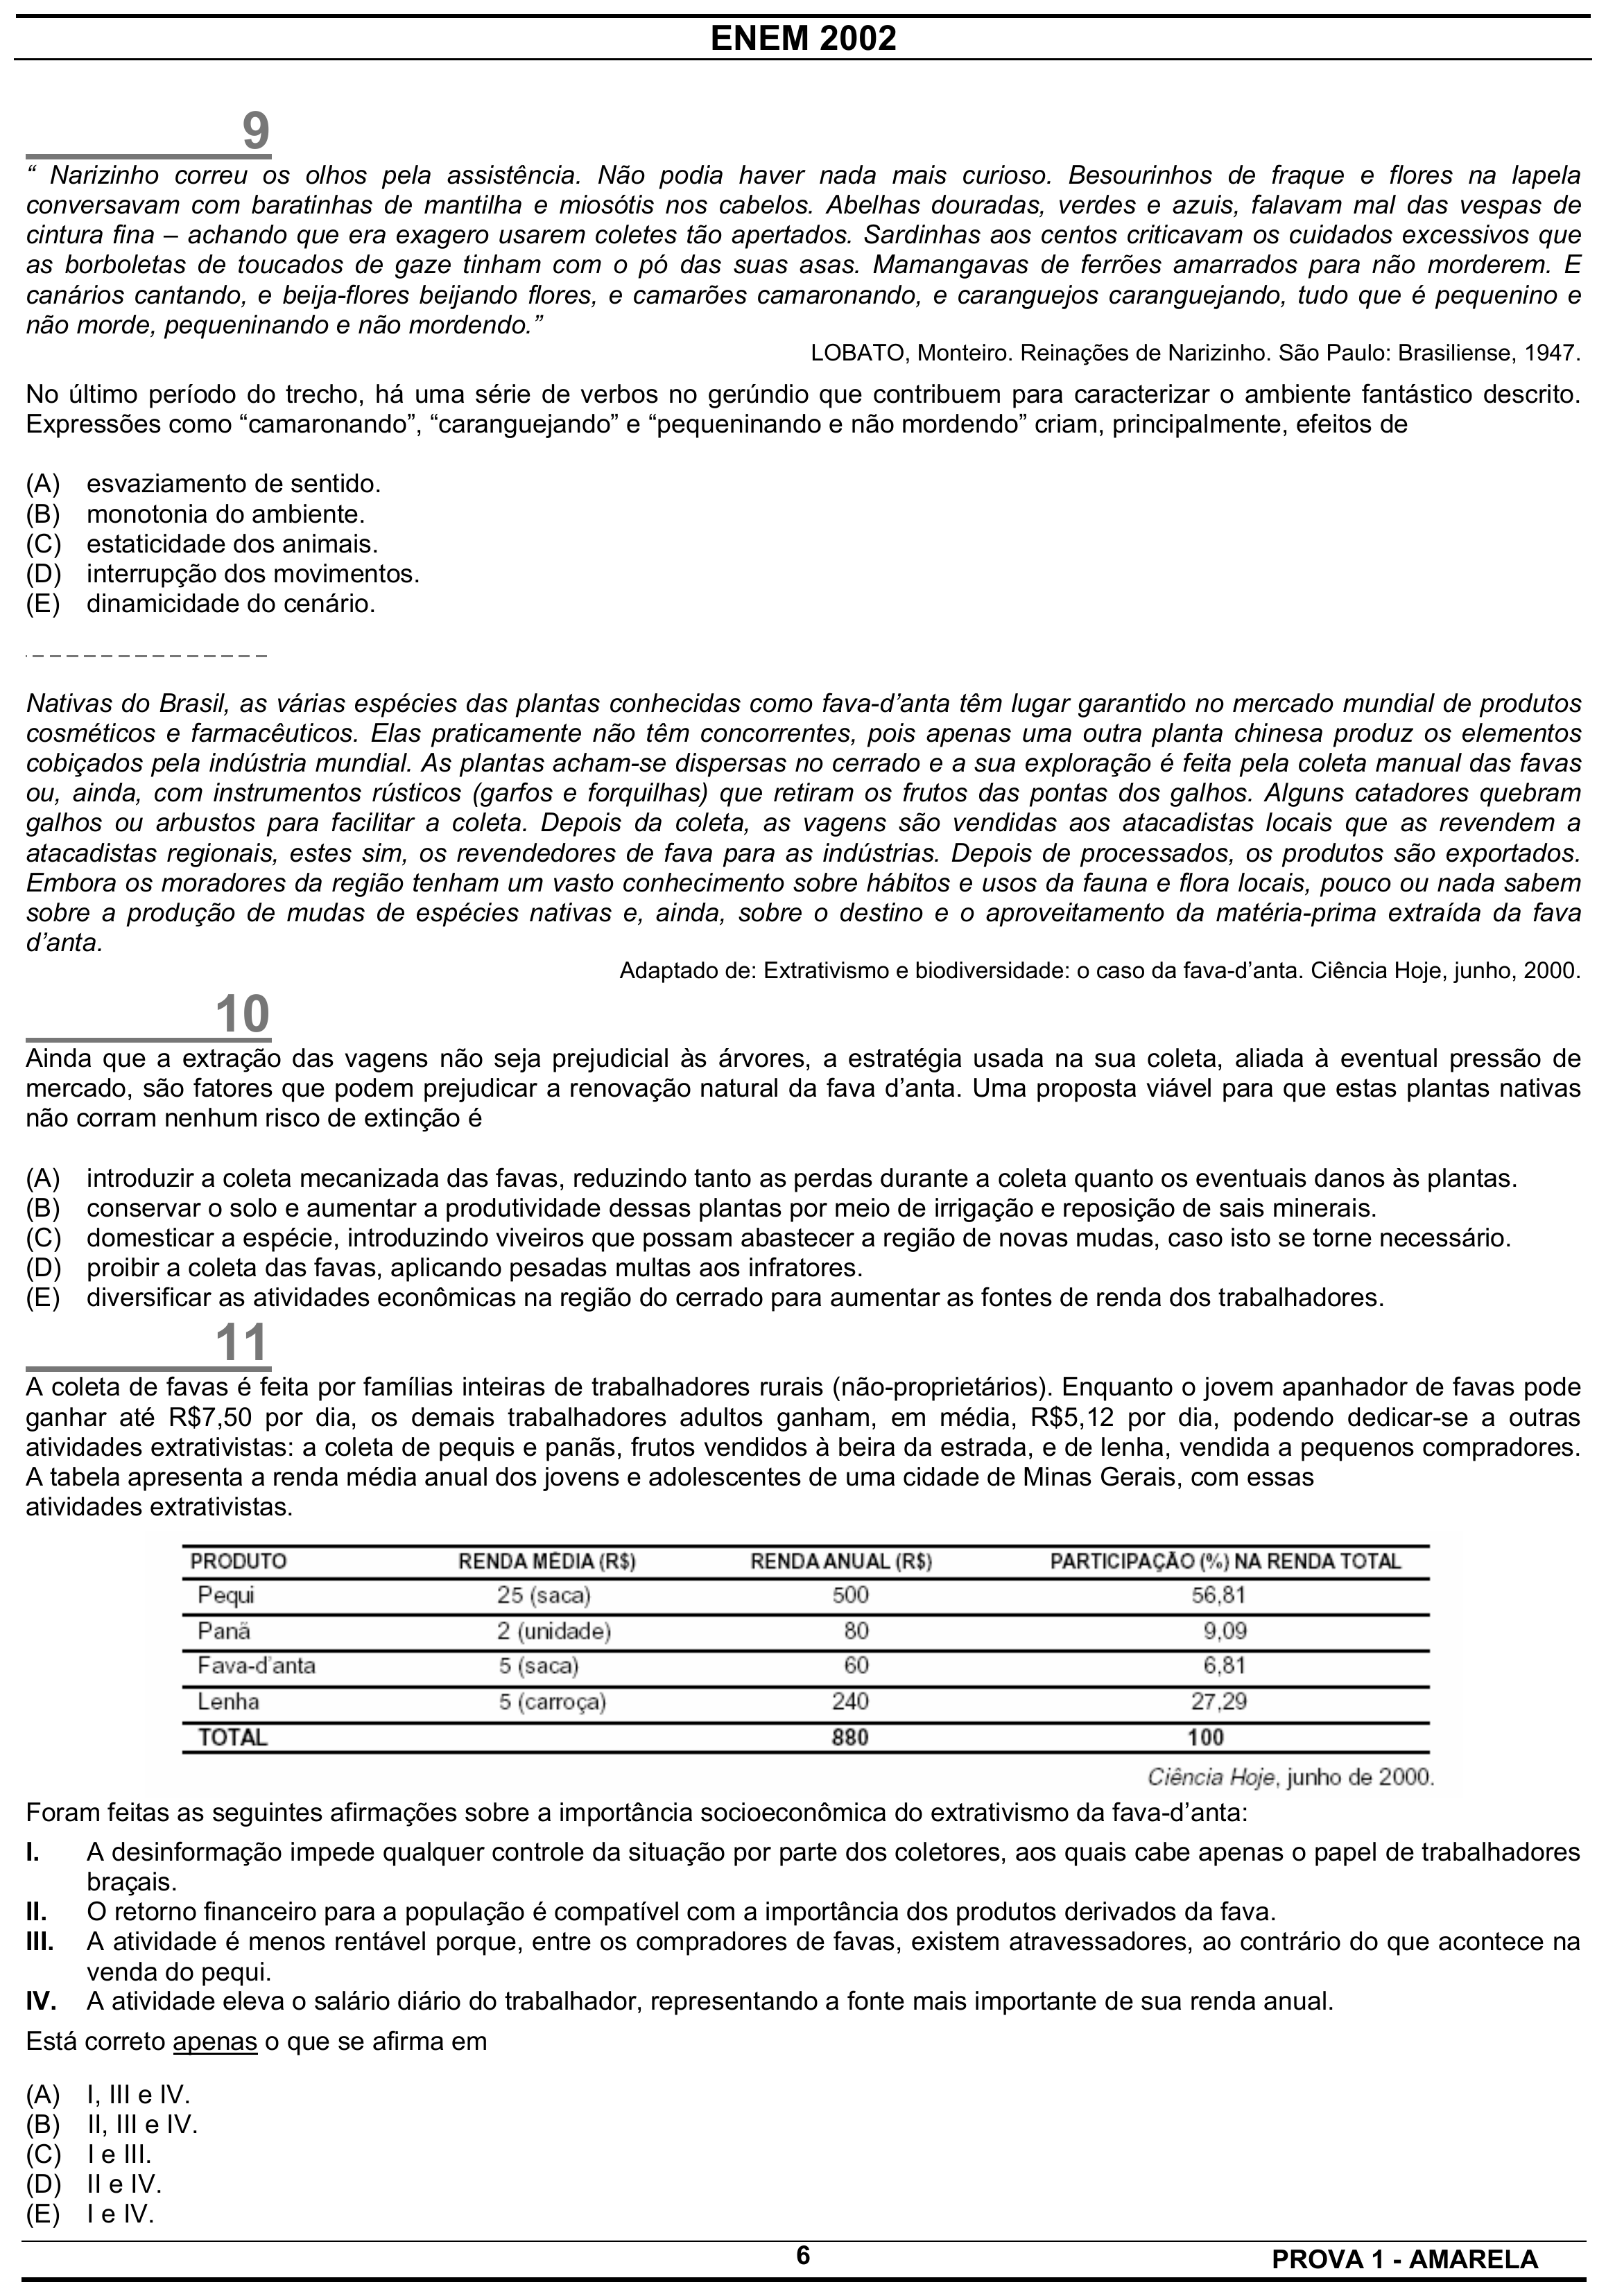 ENEM 2002
9
“ Narizinho correu os olhos pela assistência. Não podia haver nada mais curioso. Besourinhos de fraque e flores na lapela
conversavam com baratinhas de mantilha e miosótis nos cabelos. Abelhas douradas, verdes e azuis, falavam mal das vespas de
cintura fina – achando que era exagero usarem coletes tão apertados. Sardinhas aos centos criticavam os cuidados excessivos que
as borboletas de toucados de gaze tinham com o pó das suas asas. Mamangavas de ferrões amarrados para não morderem. E
canários cantando, e beija-flores beijando flores, e camarões camaronando, e caranguejos caranguejando, tudo que é pequenino e
não morde, pequeninando e não mordendo.”
LOBATO, Monteiro. Reinações de Narizinho. São Paulo: Brasiliense, 1947.
No último período do trecho, há uma série de verbos no gerúndio que contribuem para caracterizar o ambiente fantástico descrito.
Expressões como “camaronando”, “caranguejando” e “pequeninando e não mordendo” criam, principalmente, efeitos de
(A) esvaziamento de sentido.
(B) monotonia do ambiente.
(C) estaticidade dos animais.
(D) interrupção dos movimentos.
(E) dinamicidade do cenário.
Nativas do Brasil, as várias espécies das plantas conhecidas como fava-d’anta têm lugar garantido no mercado mundial de produtos
cosméticos e farmacêuticos. Elas praticamente não têm concorrentes, pois apenas uma outra planta chinesa produz os elementos
cobiçados pela indústria mundial. As plantas acham-se dispersas no cerrado e a sua exploração é feita pela coleta manual das favas
ou, ainda, com instrumentos rústicos (garfos e forquilhas) que retiram os frutos das pontas dos galhos. Alguns catadores quebram
galhos ou arbustos para facilitar a coleta. Depois da coleta, as vagens são vendidas aos atacadistas locais que as revendem a
atacadistas regionais, estes sim, os revendedores de fava para as indústrias. Depois de processados, os produtos são exportados.
Embora os moradores da região tenham um vasto conhecimento sobre hábitos e usos da fauna e flora locais, pouco ou nada sabem
sobre a produção de mudas de espécies nativas e, ainda, sobre o destino e o aproveitamento da matéria-prima extraída da fava
d’anta.
Adaptado de: Extrativismo e biodiversidade: o caso da fava-d’anta. Ciência Hoje, junho, 2000.
10
Ainda que a extração das vagens não seja prejudicial às árvores, a estratégia usada na sua coleta, aliada à eventual pressão de
mercado, são fatores que podem prejudicar a renovação natural da fava d’anta. Uma proposta viável para que estas plantas nativas
não corram nenhum risco de extinção é
(A) introduzir a coleta mecanizada das favas, reduzindo tanto as perdas durante a coleta quanto os eventuais danos às plantas.
(B) conservar o solo e aumentar a produtividade dessas plantas por meio de irrigação e reposição de sais minerais.
(C) domesticar a espécie, introduzindo viveiros que possam abastecer a região de novas mudas, caso isto se torne necessário.
(D) proibir a coleta das favas, aplicando pesadas multas aos infratores.
(E) diversificar as atividades econômicas na região do cerrado para aumentar as fontes de renda dos trabalhadores.
11
A coleta de favas é feita por famílias inteiras de trabalhadores rurais (não-proprietários). Enquanto o jovem apanhador de favas pode
ganhar até R$7,50 por dia, os demais trabalhadores adultos ganham, em média, R$5,12 por dia, podendo dedicar-se a outras
atividades extrativistas: a coleta de pequis e panãs, frutos vendidos à beira da estrada, e de lenha, vendida a pequenos compradores.
A tabela apresenta a renda média anual dos jovens e adolescentes de uma cidade de Minas Gerais, com essas
atividades extrativistas.
PRODUTO RENDA MÉDIA (R$) RENDA ANUAL (R$) PARTICIPAÇÃO (%) NA RENDA TOTAL
Pequi 25 (saca) 500 56,81
Panã 2 (unidade) 80 9,09
Fava-d’anta 5 (saca) 60 6,81
Lenha 5 (carroça) 240 27,29
TOTAL 880 100
Ciência Hoje, junho de 2000.
Foram feitas as seguintes afirmações sobre a importância socioeconômica do extrativismo da fava-d’anta:
I. A desinformação impede qualquer controle da situação por parte dos coletores, aos quais cabe apenas o papel de trabalhadores
braçais.
II. O retorno financeiro para a população é compatível com a importância dos produtos derivados da fava.
III. A atividade é menos rentável porque, entre os compradores de favas, existem atravessadores, ao contrário do que acontece na
venda do pequi.
IV. A atividade eleva o salário diário do trabalhador, representando a fonte mais importante de sua renda anual.
Está correto apenas o que se afirma em
(A) I, III e IV.
(B) II, III e IV.
(C) I e III.
(D) II e IV.
(E) I e IV.
6
PROVA 1 - AMARELA